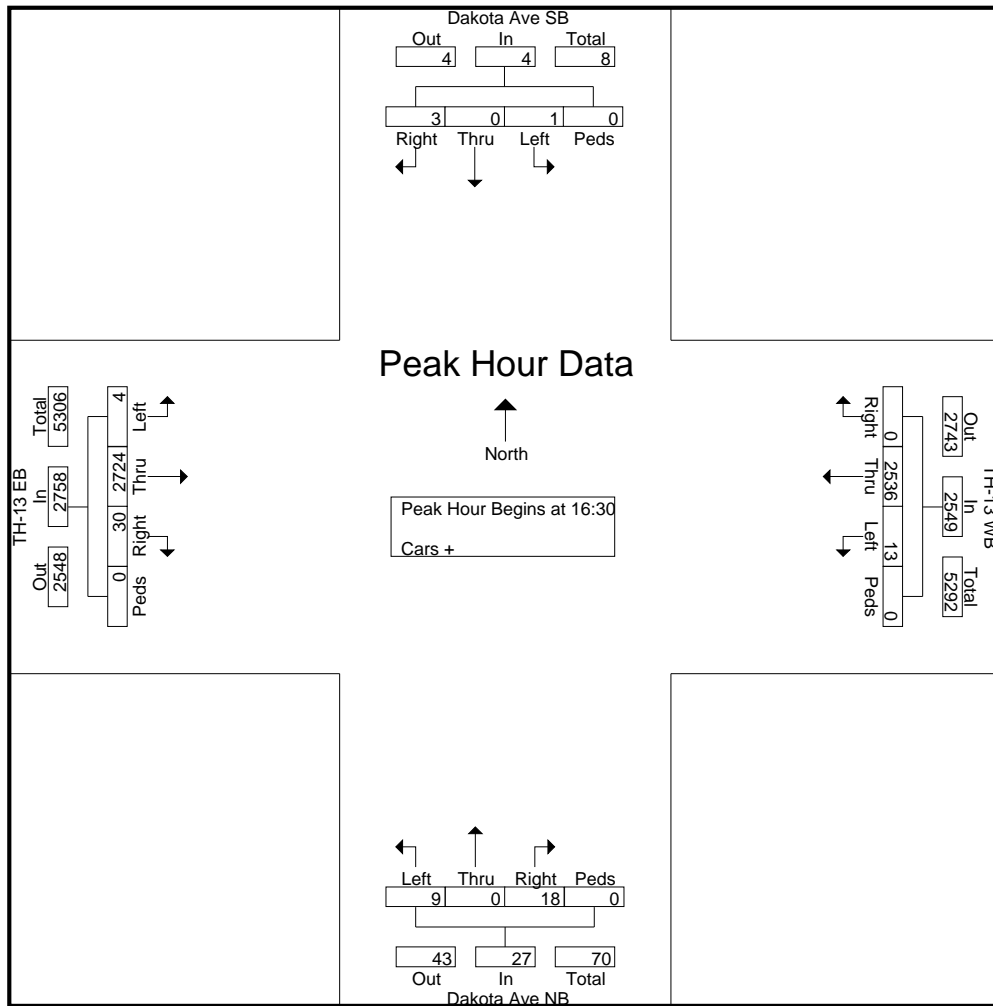 Dakota Ave SB
Out In Total
4 4 8
3 0 1 0
Right Thru Left Peds
Peak Hour Data
North
Peak Hour Begins at 16:30
Cars +
TH-13 EB
Out In Total
2548 2758 5306
0 30 2724 4
Peds Right Thru Left
TH-13 WB
Out In Total
2743 2549 5292
0 2536 13 0
Right Thru Left Peds
Left Thru Right Peds
9 0 18 0
43 27 70
Out In Total
Dakota Ave NB